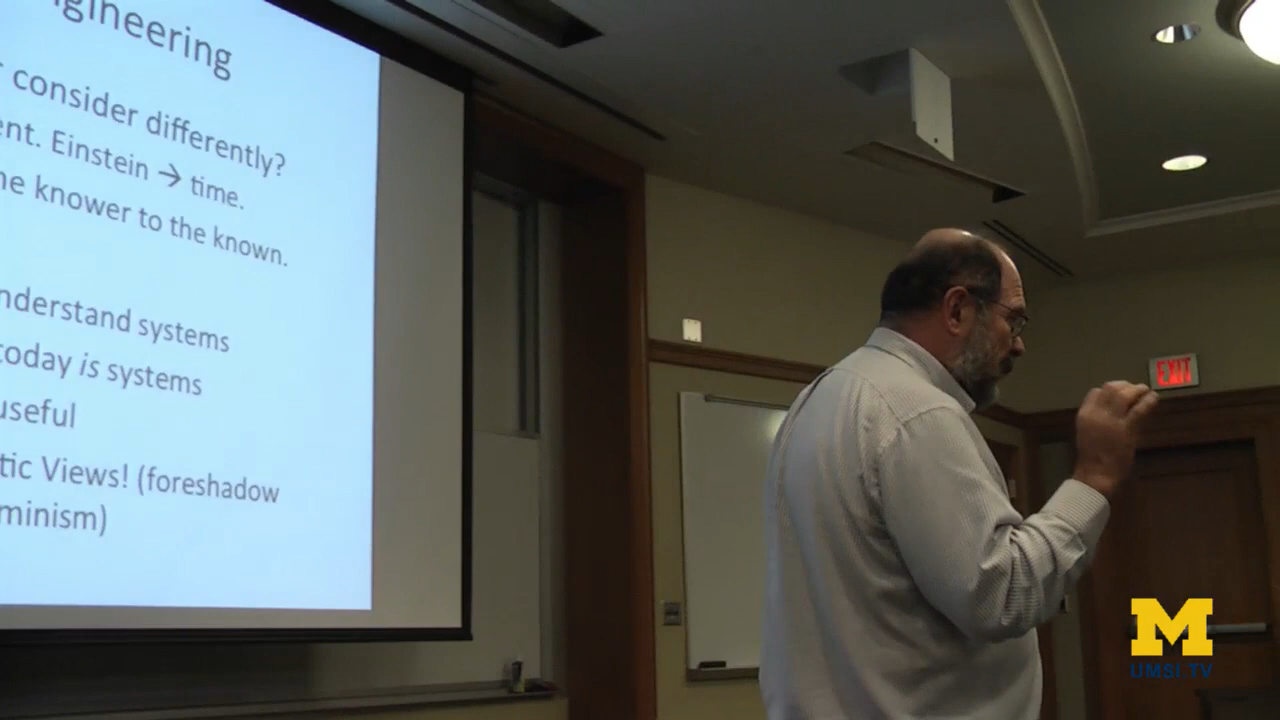 gineering
consider differently?
ent. Einstein → time.
he knower to the known.
nderstand systems
today is systems
useful
tic Views! (foreshadow
minism)
EXIT
M
UMSI.TV